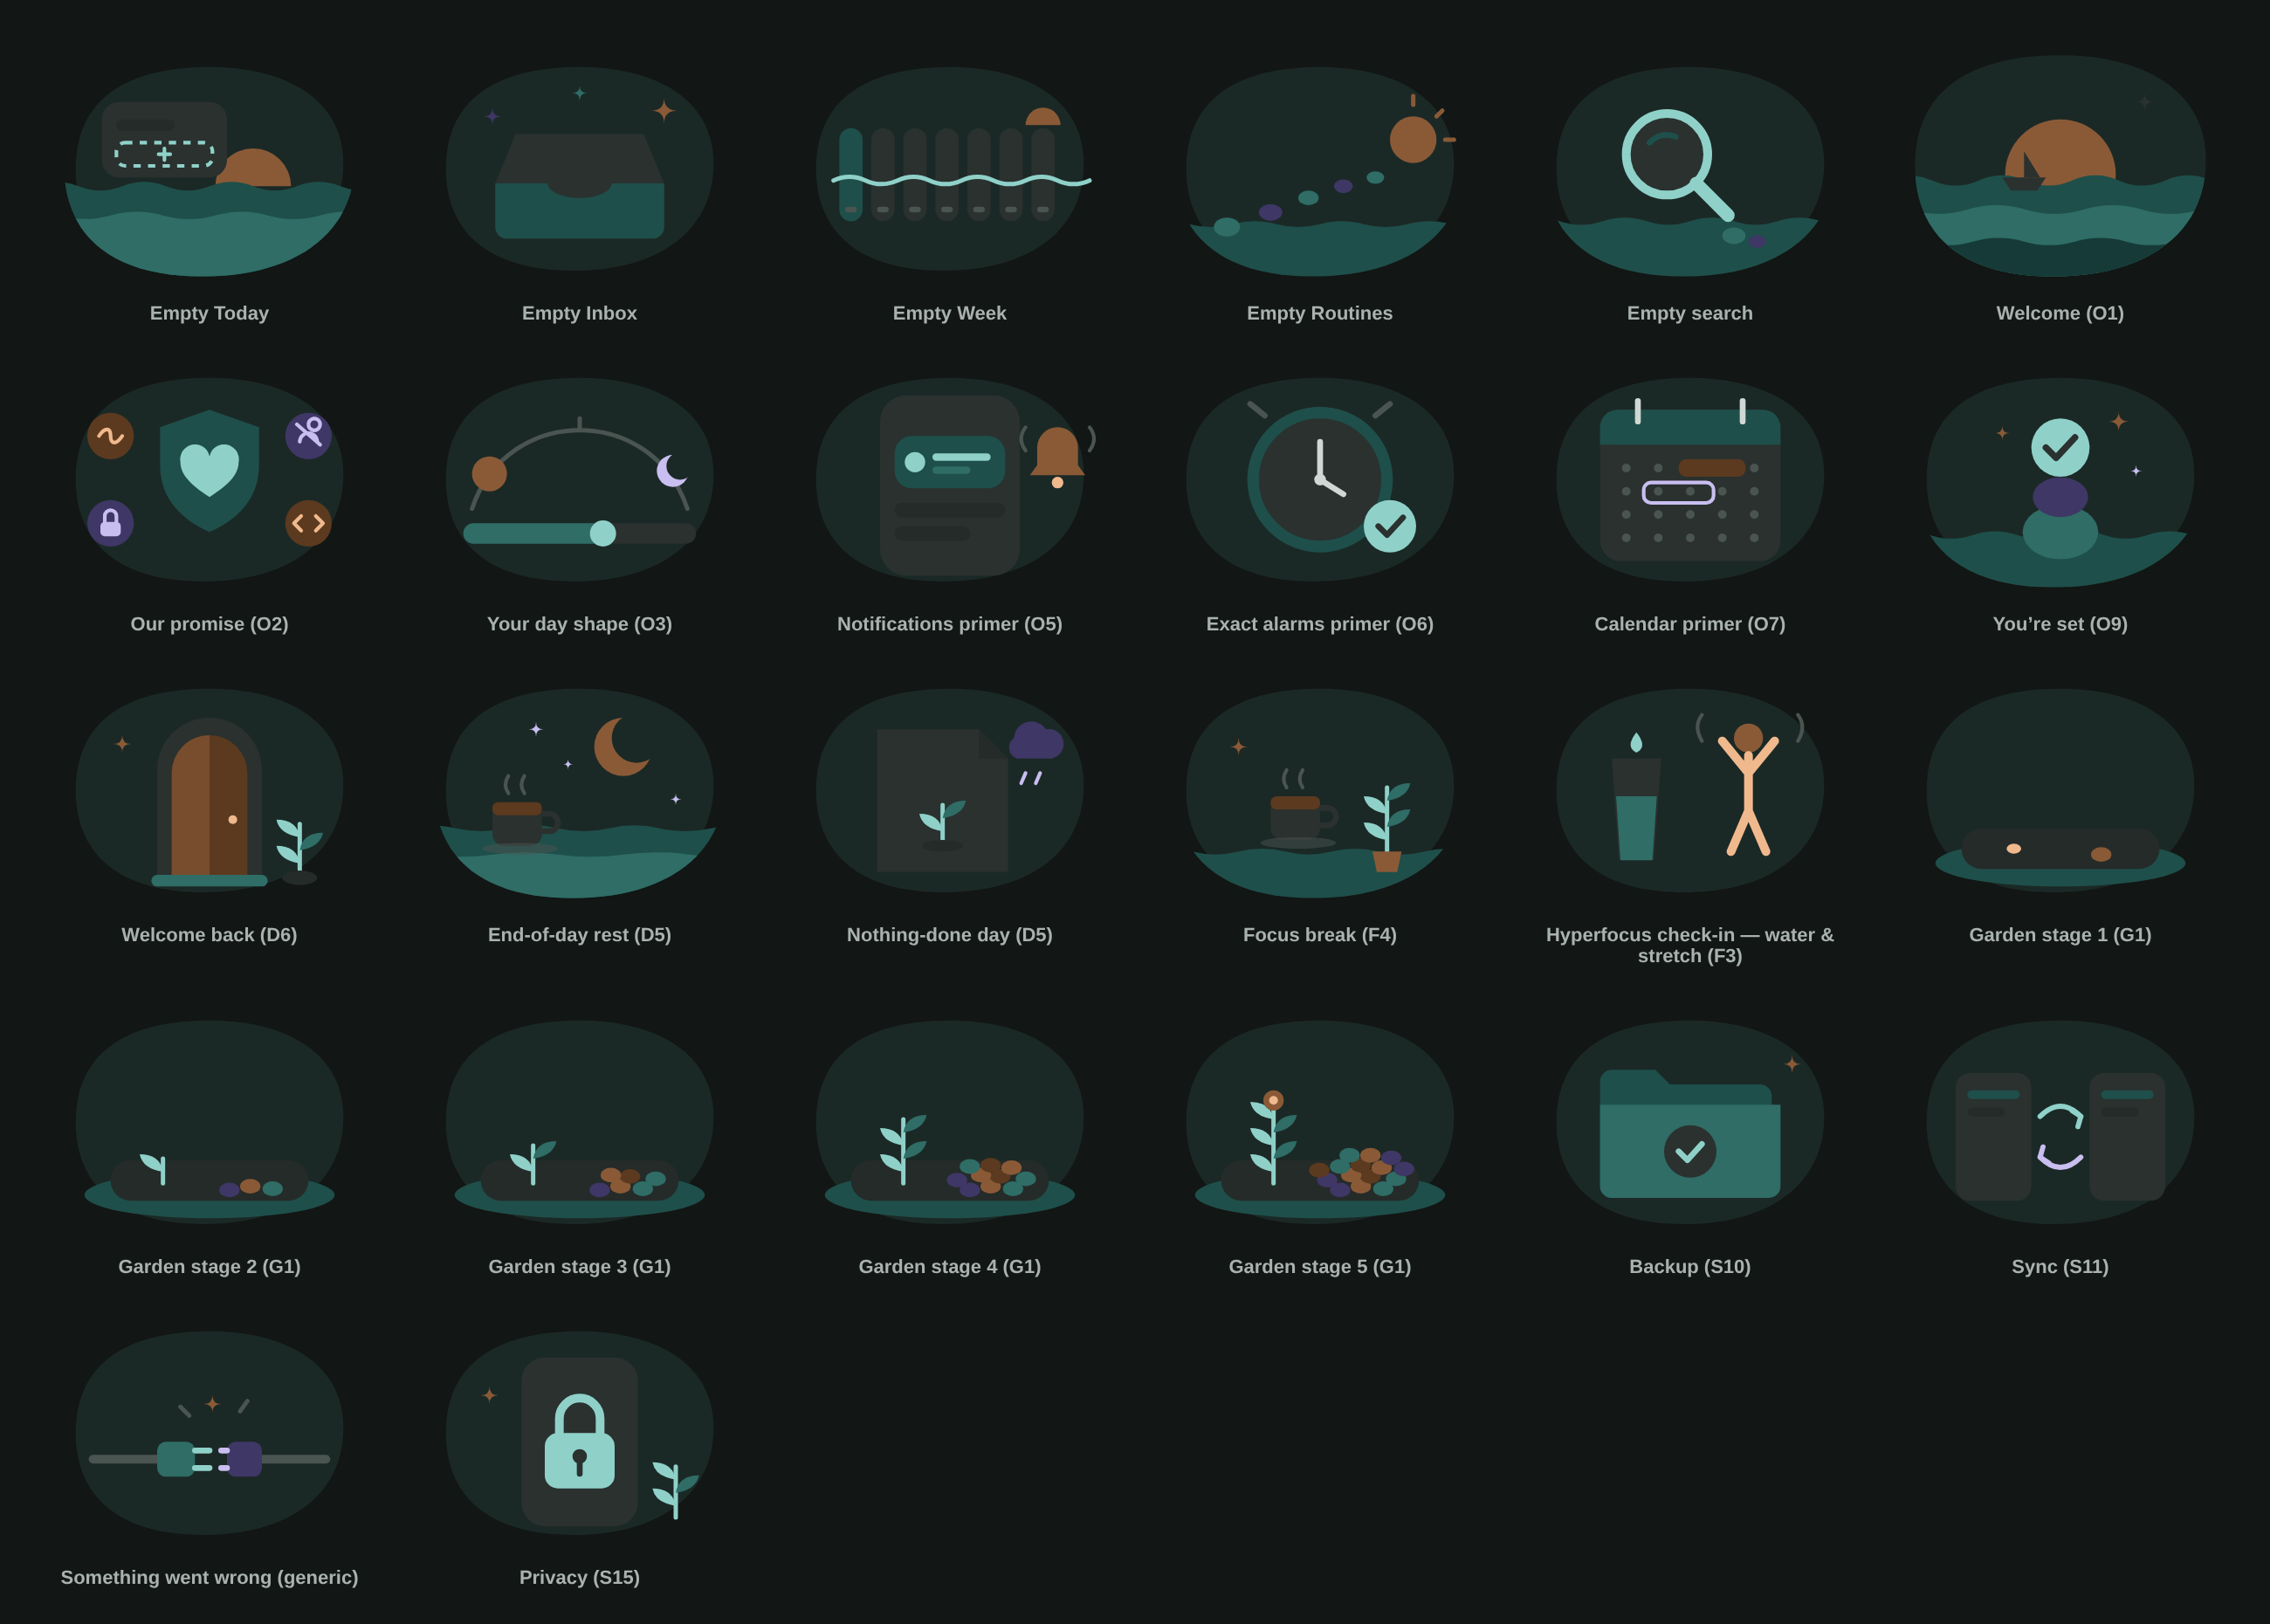 Empty Today
Empty Inbox
Empty Week
Empty Routines
Empty search
Welcome (O1)
Our promise (O2)
Your day shape (O3)
Notifications primer (O5)
Exact alarms primer (O6)
Calendar primer (O7)
You’re set (O9)
Welcome back (D6)
End-of-day rest (D5)
Nothing-done day (D5)
Focus break (F4)
Hyperfocus check-in — water &
stretch (F3)
Garden stage 1 (G1)
Garden stage 2 (G1)
Garden stage 3 (G1)
Garden stage 4 (G1)
Garden stage 5 (G1)
Backup (S10)
Sync (S11)
Something went wrong (generic)
Privacy (S15)